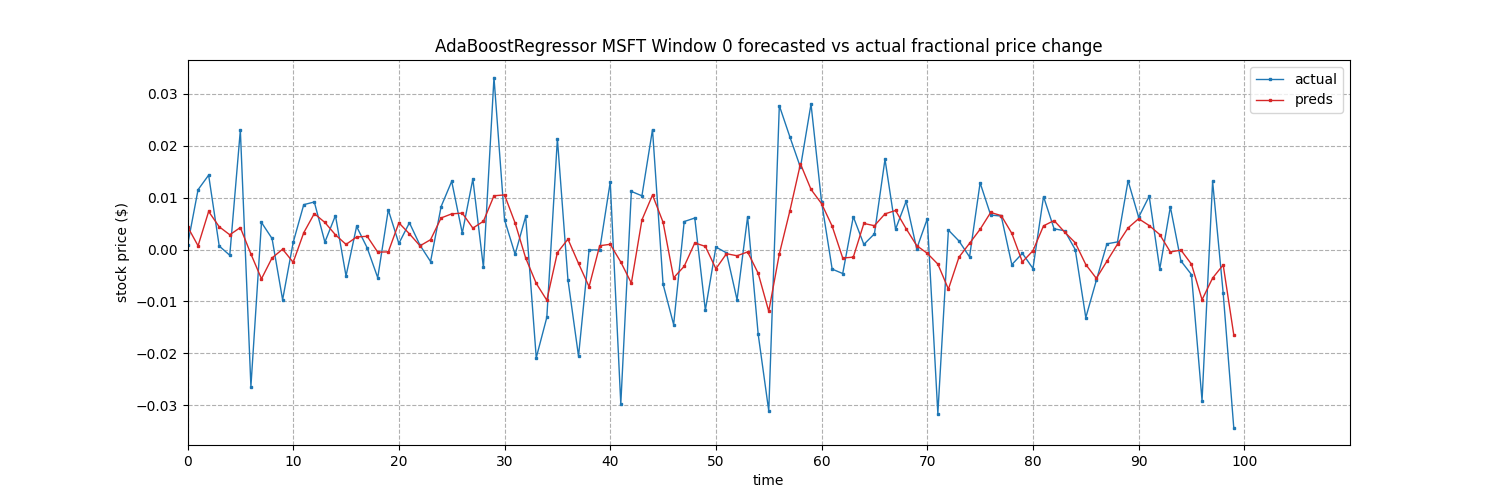 AdaBoostRegressor MSFT Window 0 forecasted vs actual fractional price change
actual
preds
stock price ($)
0.03
0.02
0.01
0.00
−0.01
−0.02
−0.03
0 10 20 30 40 50 60 70 80 90 100
time